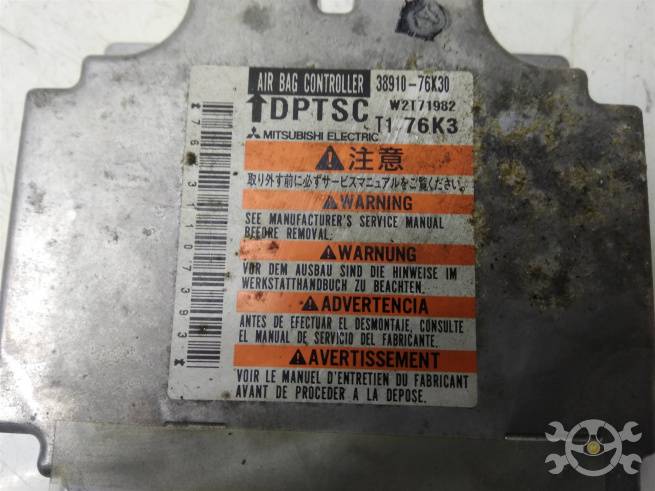 AIR BAG CONTROLLER 38910-76K30
↑DPTSC W2T71982
MITSUBISHI ELECTRIC T1 76K3
⚠注意
取り外す前に必ずサービスマニュアルをご覧ください。
⚠WARNING
SEE MANUFACTURER'S SERVICE MANUAL
BEFORE REMOVAL.
⚠WARNUNG
VOR DEM AUSBAU SIND DIE HINWEISE IM
WERKSTATTHANDBUCH ZU BEACHTEN.
⚠ADVERTENCIA
ANTES DE EFECTUAR EL DESMONTAJE, CONSULTE
EL MANUAL DE SERVICIO DEL FABRICANTE.
⚠AVERTISSEMENT
VOIR LE MANUEL D'ENTRETIEN DU FABRICANT
AVANT DE PROCEDER A LA DEPOSE.